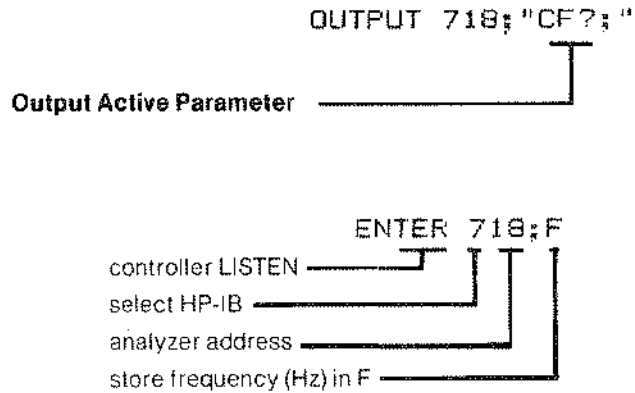 OUTPUT 718;"CF?;"
Output Active Parameter
ENTER 718;F
controller LISTEN
select HP-IB
analyzer address
store frequency (Hz) in F